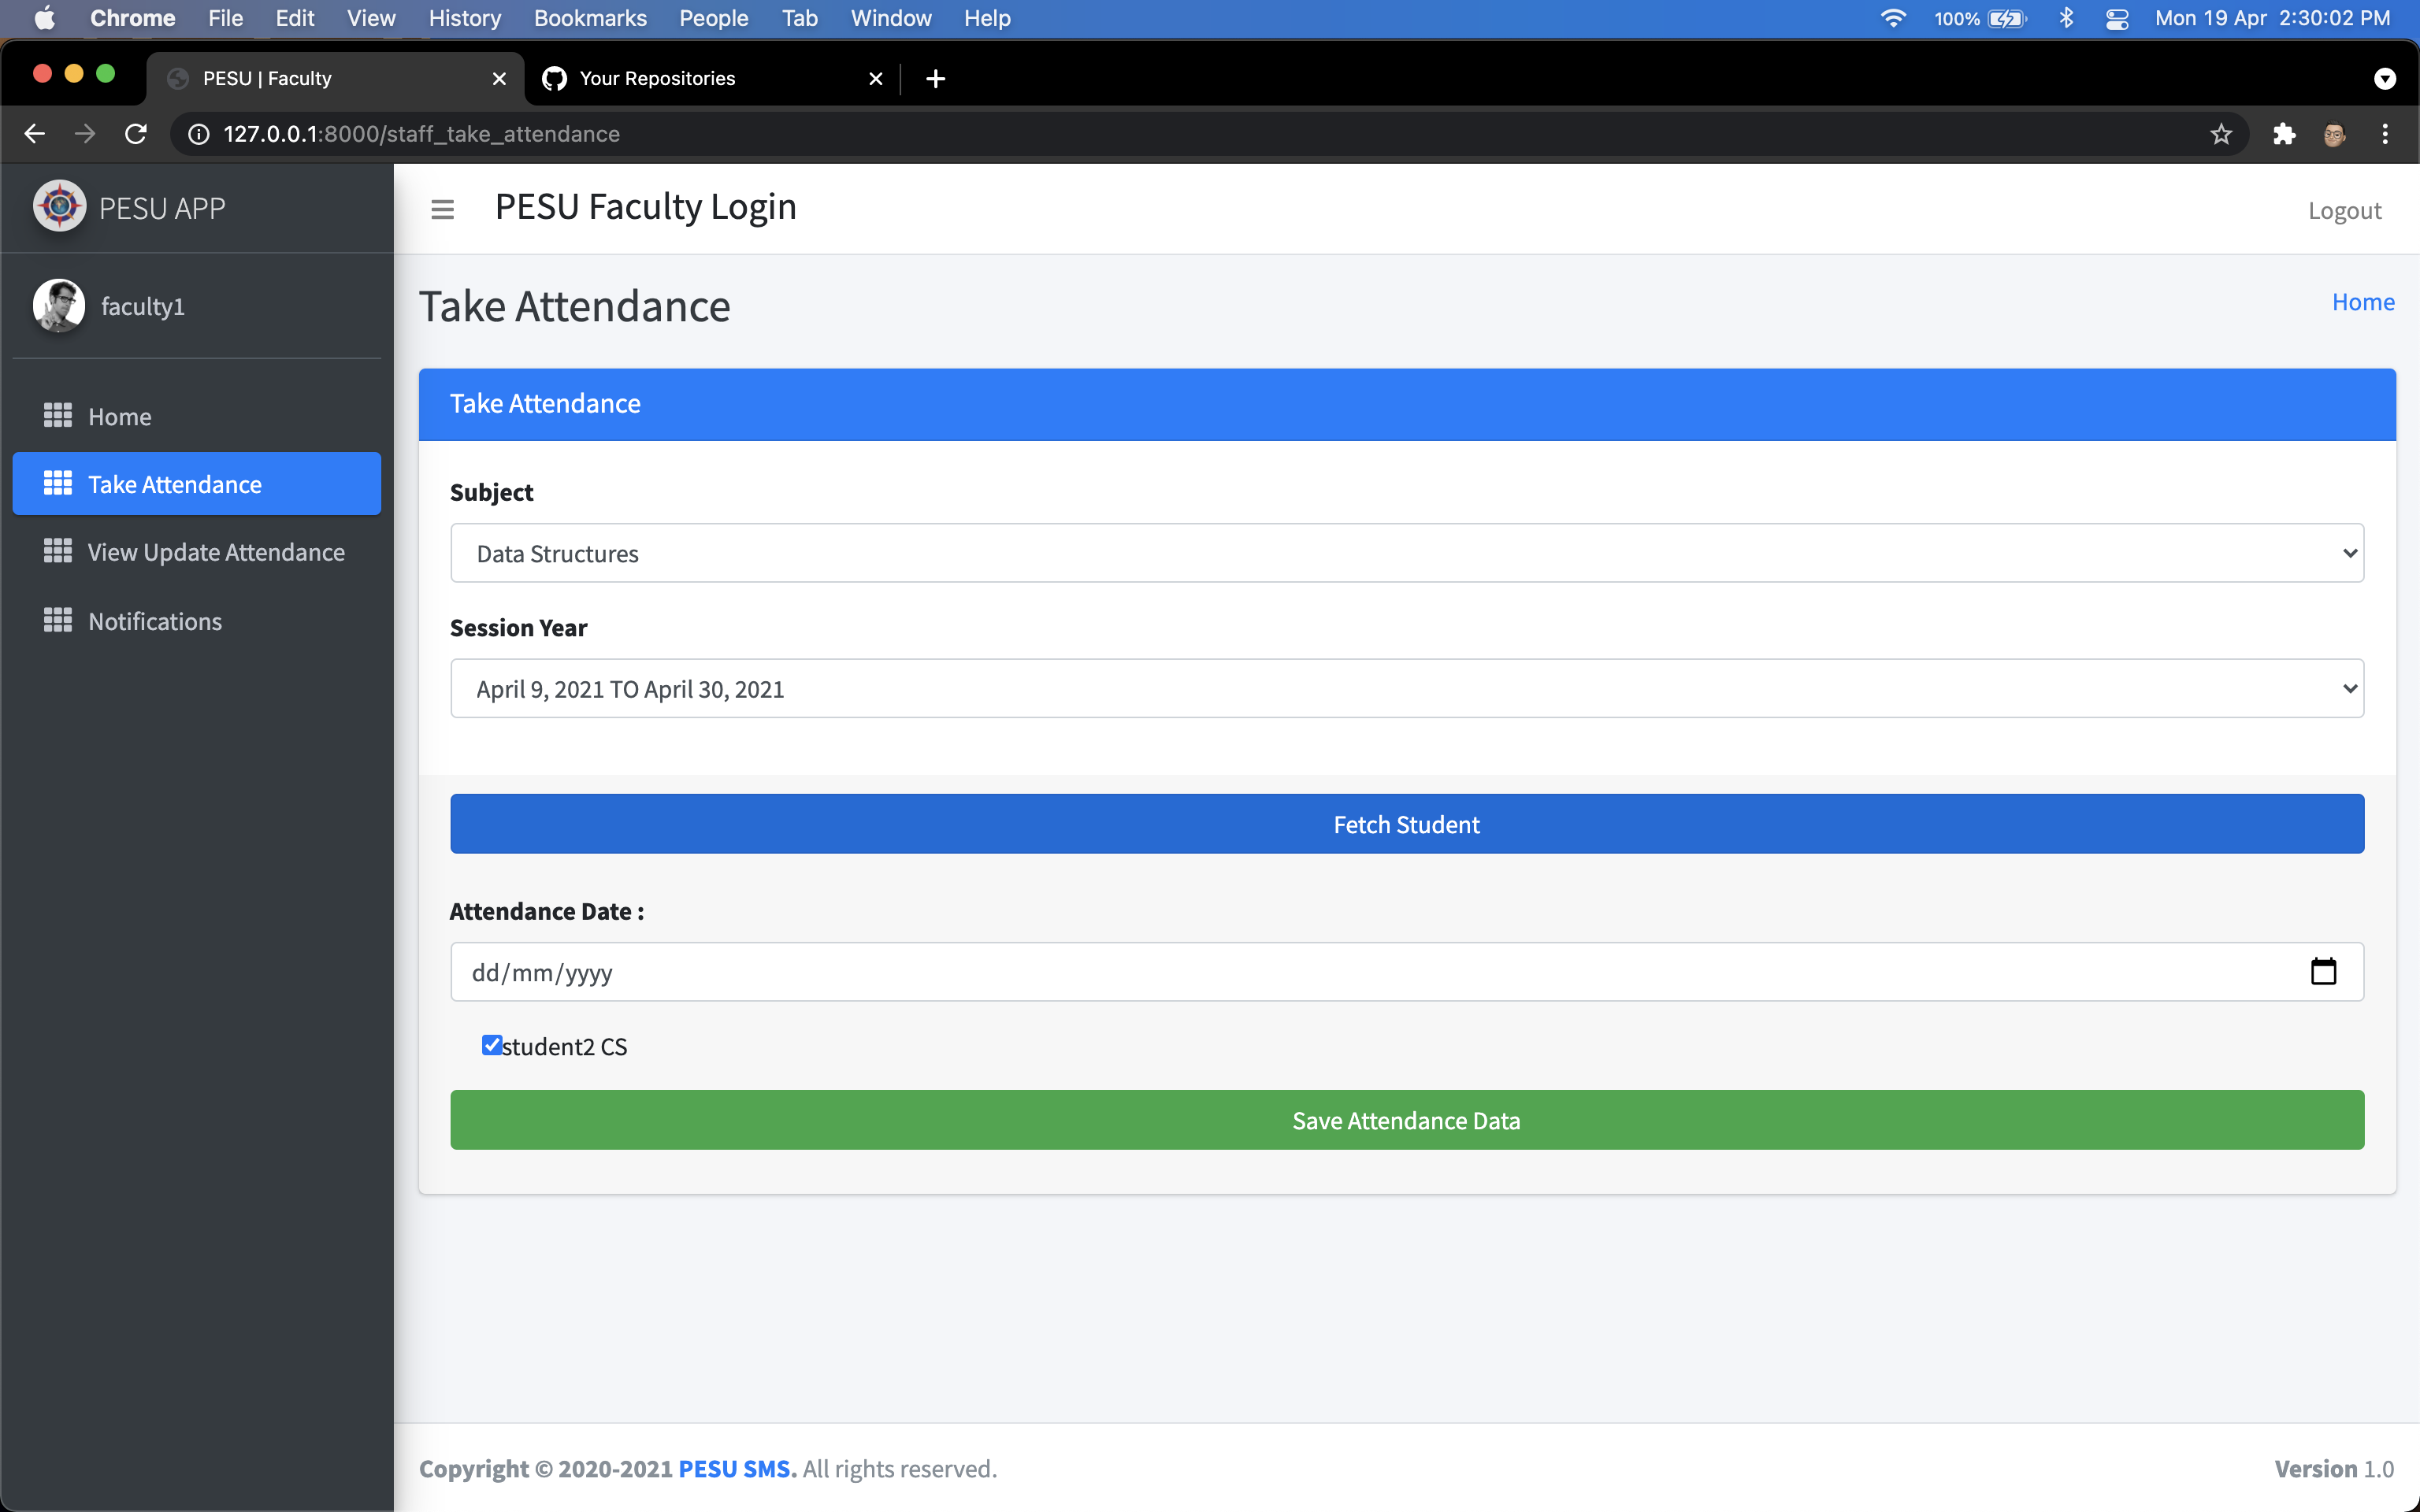 Chrome File Edit View History Bookmarks People Tab Window Help 100% Mon 19 Apr 2:30:02 PM
PESU | Faculty Your Repositories
127.0.0.1:8000/staff_take_attendance
PESU APP
PESU Faculty Login
Logout
faculty1
Home
Take Attendance
View Update Attendance
Notifications
Take Attendance
Home
Take Attendance
Subject
Data Structures
Session Year
April 9, 2021 TO April 30, 2021
Fetch Student
Attendance Date :
dd/mm/yyyy
student2 CS
Save Attendance Data
Copyright © 2020-2021 PESU SMS. All rights reserved.
Version 1.0